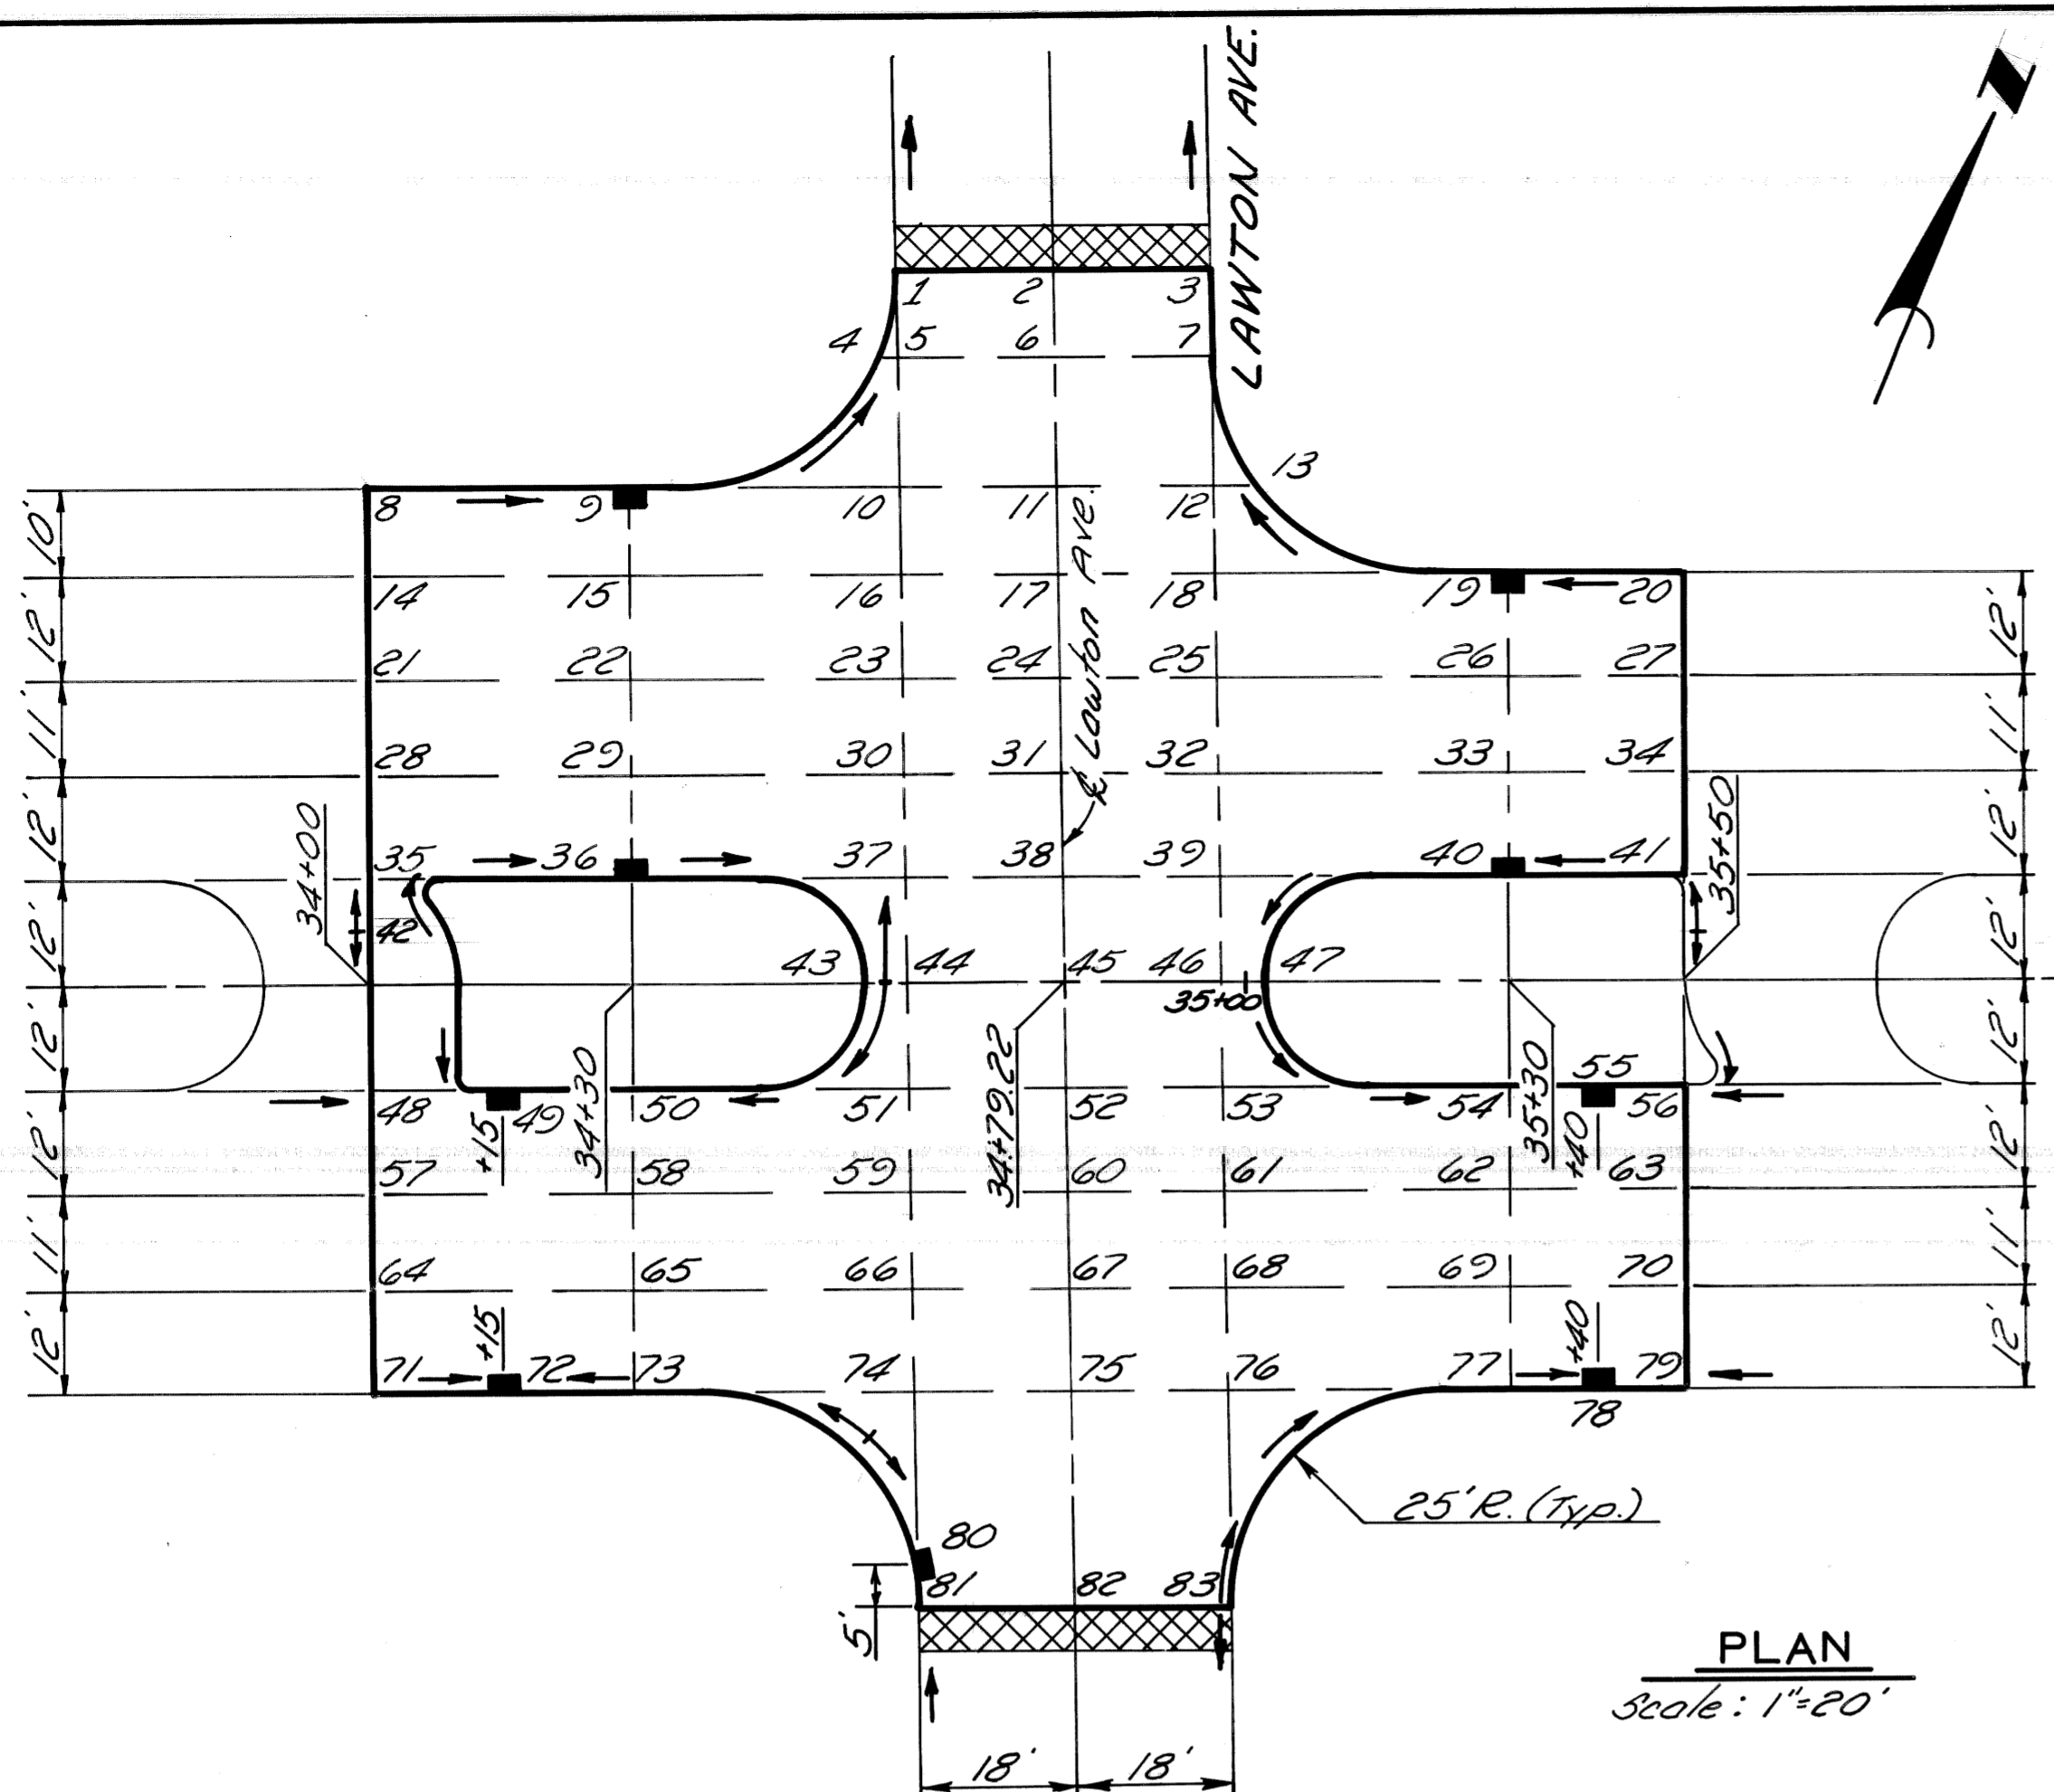 LAWTON AVE.
N
1 2 3
4 5 6 7
13
8 9 10 11 12
10'
14 15 16 17 18 19 20
12' 12'
21 22 23 24 25 26 27
℄ Lawton Ave.
11' 11'
28 29 30 31 32 33 34
12' 12'
34+00 35+50
35 36 37 38 39 40 41
42
12' 12'
43 44 45 46 47
35+00
12' 12'
34+30 34+79.22 35+30
55
48 49 50 51 52 53 54 56
+15 +40
12' 12'
57 58 59 60 61 62 63
11' 11'
64 65 66 67 68 69 70
+15 +40
12' 12'
71 72 73 74 75 76 77 79
78
25'R. (Typ.)
80
81 82 83
5'
PLAN
Scale: 1"=20'
18' 18'